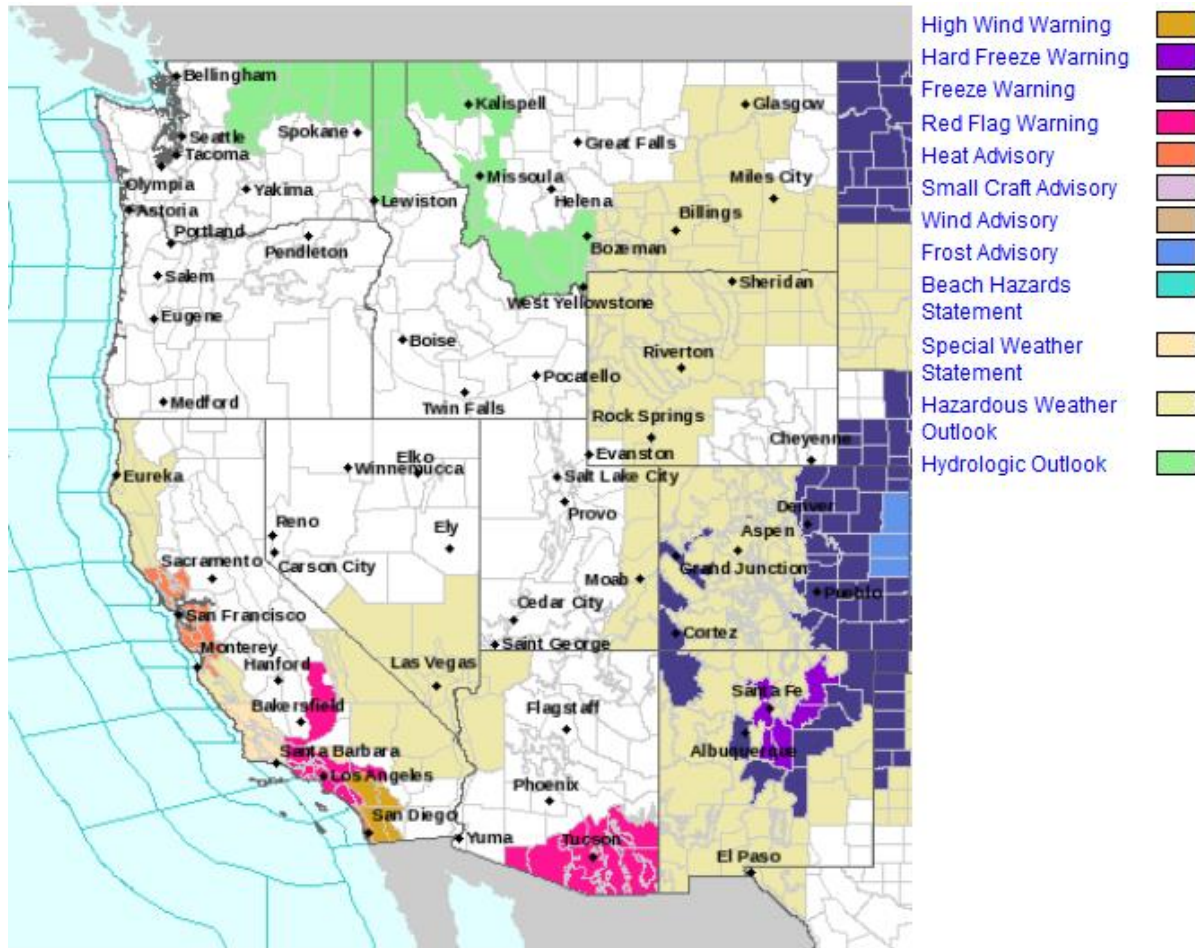 High Wind Warning
Hard Freeze Warning
Freeze Warning
Red Flag Warning
Heat Advisory
Small Craft Advisory
Wind Advisory
Frost Advisory
Beach Hazards
Statement
Special Weather
Statement
Hazardous Weather
Outlook
Hydrologic Outlook
Bellingham
Kalispell
Glasgow
Seattle
Spokane
Great Falls
Tacoma
Missoula
Miles City
Olympia
Yakima
Helena
Lewiston
Astoria
Billings
Portland
Pendleton
Bozeman
Salem
Sheridan
West Yellowstone
Eugene
Boise
Riverton
Pocatello
Medford
Twin Falls
Rock Springs
Cheyenne
Evanston
Elko
Winnemucca
Eureka
Salt Lake City
Provo
Denver
Reno
Ely
Aspen
Carson City
Grand Junction
Sacramento
Moab
Pueblo
Cedar City
San Francisco
Cortez
Saint George
Monterey
Las Vegas
Hanford
Santa Fe
Flagstaff
Bakersfield
Albuquerque
Santa Barbara
Los Angeles
Phoenix
San Diego
Yuma
Tucson
El Paso